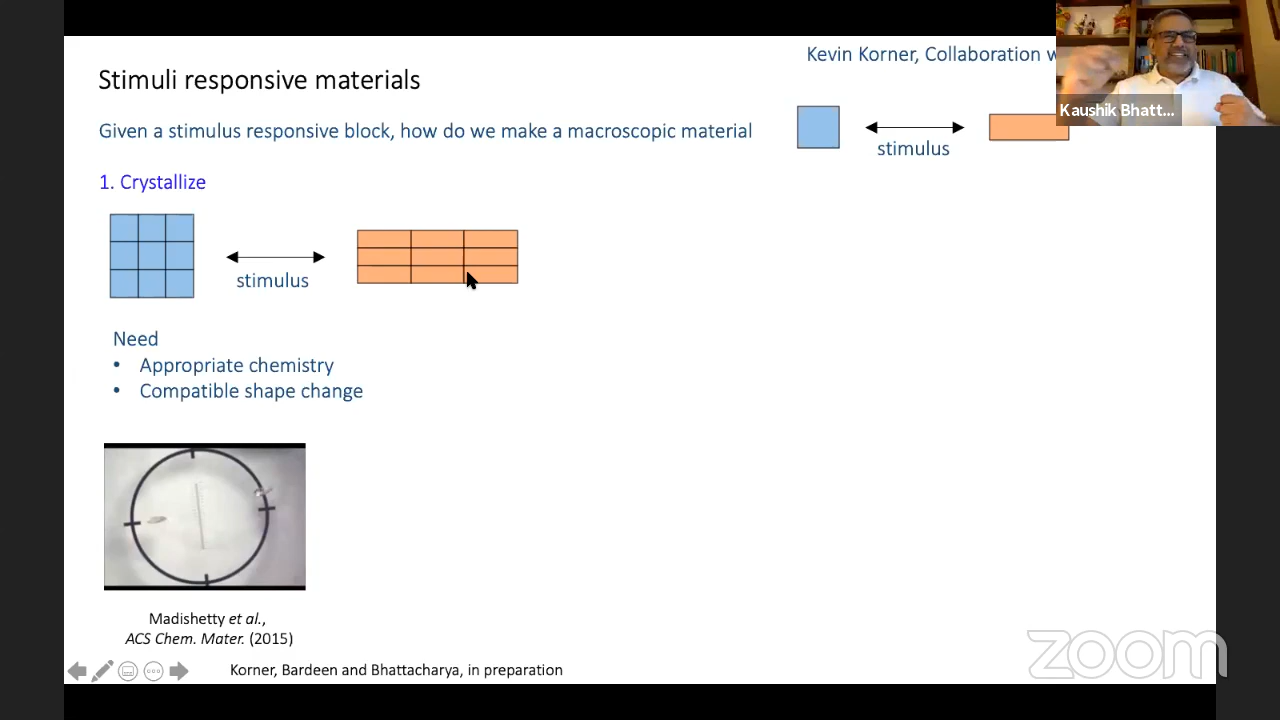 Kevin Korner, Collaboration w
Stimuli responsive materials
Kaushik Bhatt...
Given a stimulus responsive block, how do we make a macroscopic material
stimulus
1. Crystallize
stimulus
Need
• Appropriate chemistry
• Compatible shape change
Madishetty et al.,
ACS Chem. Mater. (2015)
Korner, Bardeen and Bhattacharya, in preparation
zoom